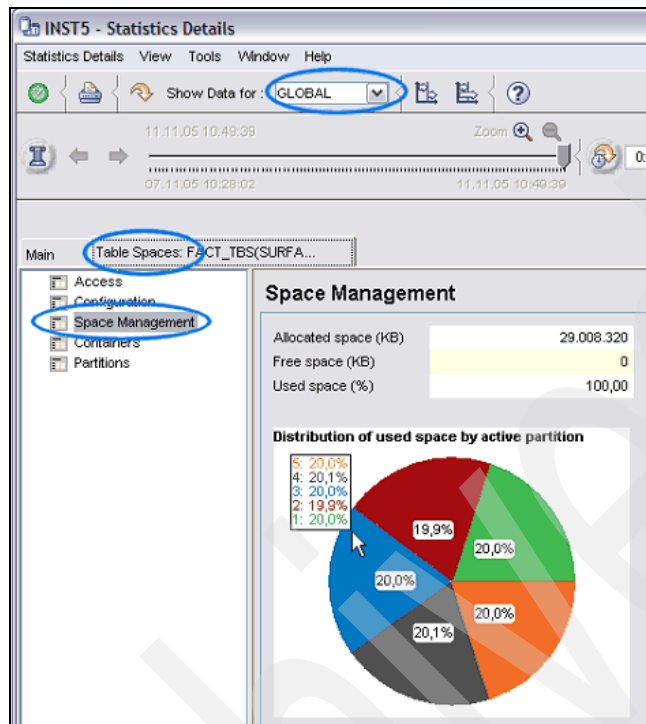 INST5 - Statistics Details
Statistics Details View Tools Window Help
Show Data for : GLOBAL
11.11.05 10:49:39 Zoom
0:
07.11.05 10:28:02 11.11.05 10:49:39
Main Table Spaces: FACT_TBS(SURFA...
Access
Configuration
Space Management
Containers
Partitions
Space Management
Allocated space (KB) 29.008.320
Free space (KB) 0
Used space (%) 100,00
Distribution of used space by active partition
5: 20,0%
4: 20,1%
3: 20,0%
2: 19,9%
1: 20,0%
19,9%
20,0%
20,0%
20,0%
20,1%